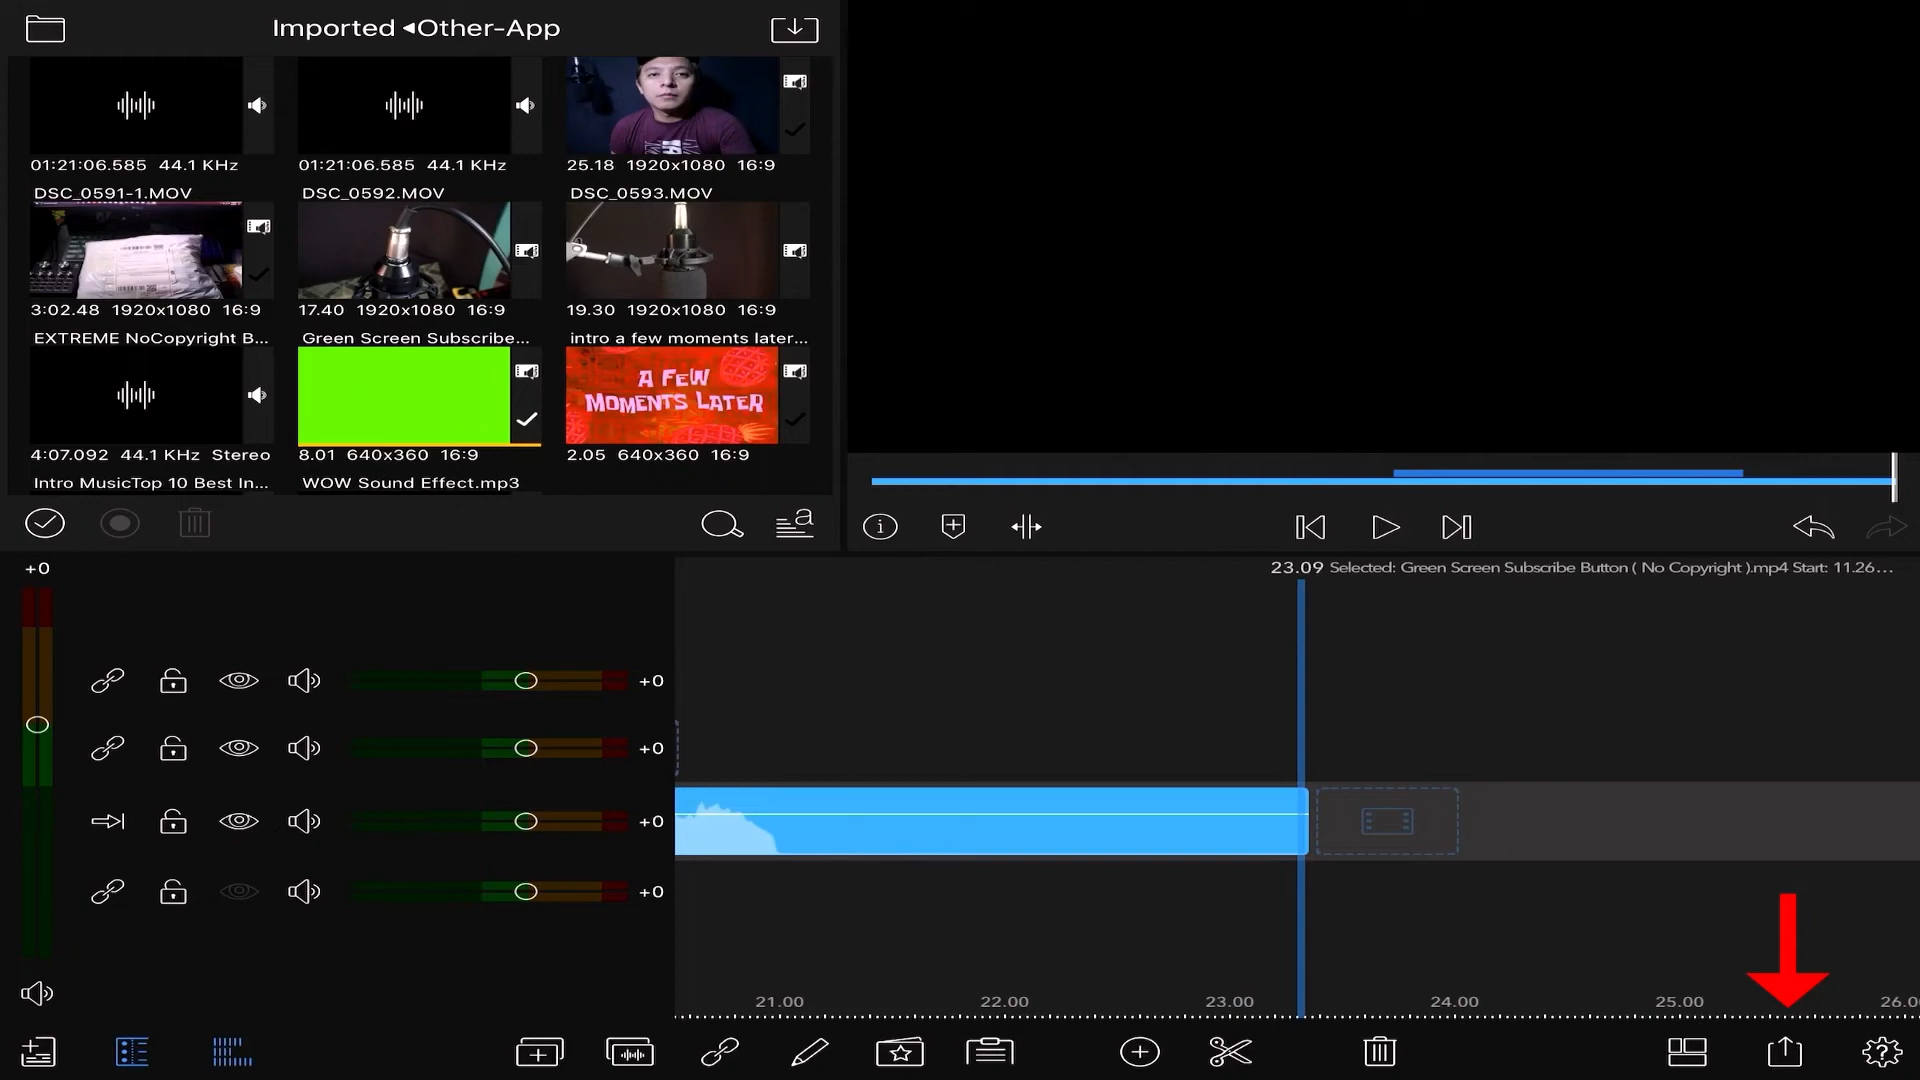 Imported ◂Other-App
01:21:06.585 44.1 KHz
01:21:06.585 44.1 KHz
25.18 1920x1080 16:9
DSC_0591-1.MOV
DSC_0592.MOV
DSC_0593.MOV
3:02.48 1920x1080 16:9
17.40 1920x1080 16:9
19.30 1920x1080 16:9
EXTREME NoCopyright B...
Green Screen Subscribe...
intro a few moments later...
A FEW
MOMENTS LATER
4:07.092 44.1 KHz Stereo
8.01 640x360 16:9
2.05 640x360 16:9
Intro MusicTop 10 Best In...
WOW Sound Effect.mp3
+0
23.09 Selected: Green Screen Subscribe Button ( No Copyright ).mp4 Start: 11.26...
+0
+0
+0
+0
21.00 22.00 23.00 24.00 25.00 26.0